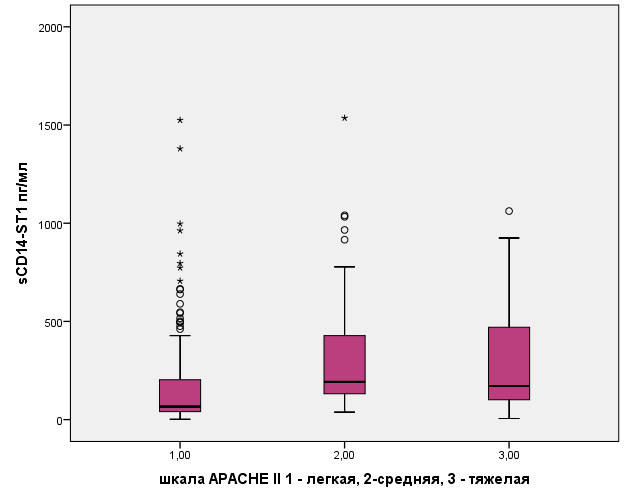 2000
1500
1000
500
0
sCD14-ST1 пг/мл
1,00 2,00 3,00
шкала APACHE II 1 - легкая, 2-средняя, 3 - тяжелая